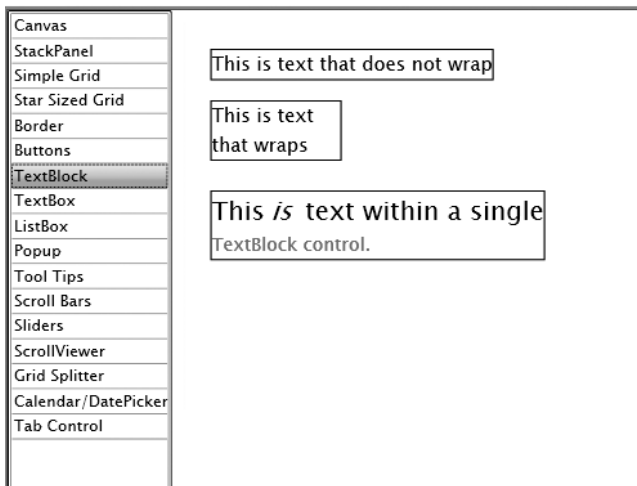 Canvas
StackPanel
Simple Grid
Star Sized Grid
Border
Buttons
TextBlock
TextBox
ListBox
Popup
Tool Tips
Scroll Bars
Sliders
ScrollViewer
Grid Splitter
Calendar/DatePicker
Tab Control
This is text that does not wrap
This is text
that wraps
This is text within a single
TextBlock control.